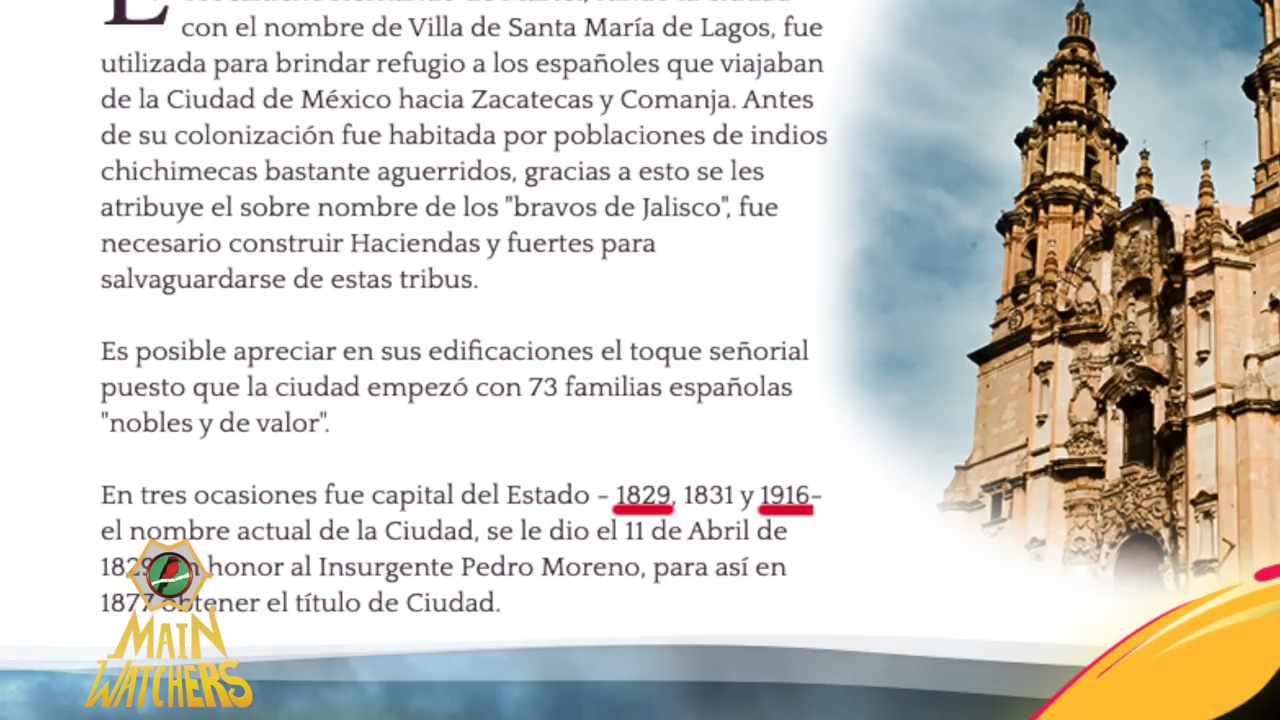 con el nombre de Villa de Santa María de Lagos, fue
utilizada para brindar refugio a los españoles que viajaban
de la Ciudad de México hacia Zacatecas y Comanja. Antes
de su colonización fue habitada por poblaciones de indios
chichimecas bastante aguerridos, gracias a esto se les
atribuye el sobre nombre de los "bravos de Jalisco", fue
necesario construir Haciendas y fuertes para
salvaguardarse de estas tribus.
Es posible apreciar en sus edificaciones el toque señorial
puesto que la ciudad empezó con 73 familias españolas
"nobles y de valor".
En tres ocasiones fue capital del Estado - 1829, 1831 y 1916-
el nombre actual de la Ciudad, se le dio el 11 de Abril de
honor al Insurgente Pedro Moreno, para así en
1877 obtener el título de Ciudad.
MAIN
WATCHERS